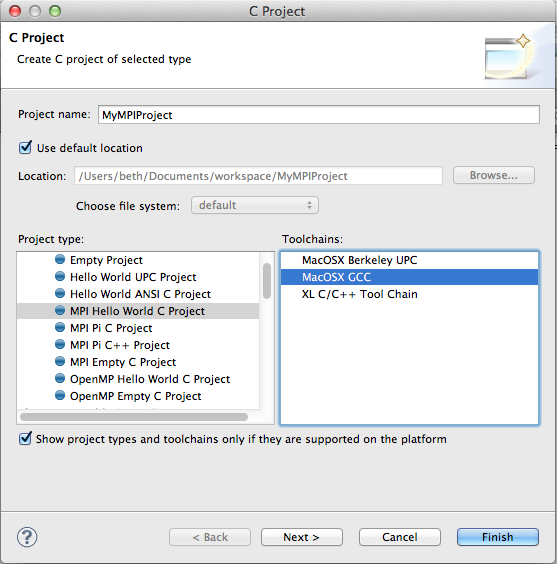 C Project
C Project
Create C project of selected type
Project name: MyMPIProject
Use default location
Location: /Users/beth/Documents/workspace/MyMPIProject Browse...
Choose file system: default
Project type: Toolchains:
Empty Project MacOSX Berkeley UPC
Hello World UPC Project MacOSX GCC
Hello World ANSI C Project XL C/C++ Tool Chain
MPI Hello World C Project
MPI Pi C Project
MPI Pi C++ Project
MPI Empty C Project
OpenMP Hello World C Project
OpenMP Empty C Project
Show project types and toolchains only if they are supported on the platform
? < Back Next > Cancel Finish